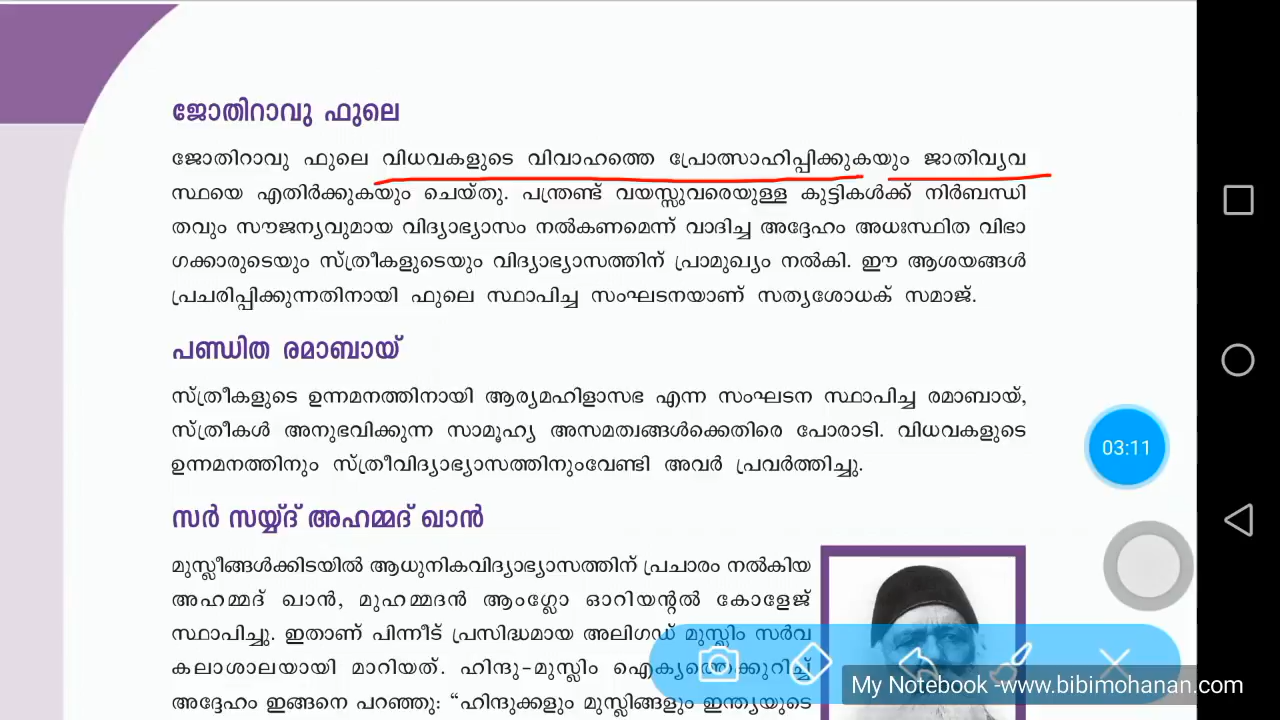 ജോതിറാവു ഫുലെ
ജോതിറാവു ഫുലെ വിധവകളുടെ വിവാഹത്തെ പ്രോത്സാഹിപ്പിക്കുകയും ജാതിവ്യവ
സ്ഥയെ എതിർക്കുകയും ചെയ്തു. പന്ത്രണ്ട് വയസ്സുവരെയുള്ള കുട്ടികൾക്ക് നിർബന്ധി
തവും സൗജന്യവുമായ വിദ്യാഭ്യാസം നൽകണമെന്ന് വാദിച്ച അദ്ദേഹം അധഃസ്ഥിത വിഭാ
ഗക്കാരുടെയും സ്ത്രീകളുടെയും വിദ്യാഭ്യാസത്തിന് പ്രാമുഖ്യം നൽകി. ഈ ആശയങ്ങൾ
പ്രചരിപ്പിക്കുന്നതിനായി ഫുലെ സ്ഥാപിച്ച സംഘടനയാണ് സത്യശോധക് സമാജ്.
പണ്ഡിത രമാബായ്
സ്ത്രീകളുടെ ഉന്നമനത്തിനായി ആര്യമഹിളാസഭ എന്ന സംഘടന സ്ഥാപിച്ച രമാബായ്,
സ്ത്രീകൾ അനുഭവിക്കുന്ന സാമൂഹ്യ അസമത്വങ്ങൾക്കെതിരെ പോരാടി. വിധവകളുടെ
ഉന്നമനത്തിനും സ്ത്രീവിദ്യാഭ്യാസത്തിനുംവേണ്ടി അവർ പ്രവർത്തിച്ചു.
03:11
സർ സയ്യ്ദ് അഹമ്മദ് ഖാൻ
മുസ്ലീങ്ങൾക്കിടയിൽ ആധുനികവിദ്യാഭ്യാസത്തിന് പ്രചാരം നൽകിയ
അഹമ്മദ് ഖാൻ, മുഹമ്മദൻ ആംഗ്ലോ ഓറിയന്റൽ കോളേജ്
സ്ഥാപിച്ചു. ഇതാണ് പിന്നീട് പ്രസിദ്ധമായ അലിഗഡ് മുസ്ലിം സർവ
കലാശാലയായി മാറിയത്. ഹിന്ദു-മുസ്ലിം ഐക്യത്തെക്കുറിച്ച്
അദ്ദേഹം ഇങ്ങനെ പറഞ്ഞു: "ഹിന്ദുക്കളും മുസ്ലിങ്ങളും ഇന്ത്യയുടെ
My Notebook -www.bibimohanan.com